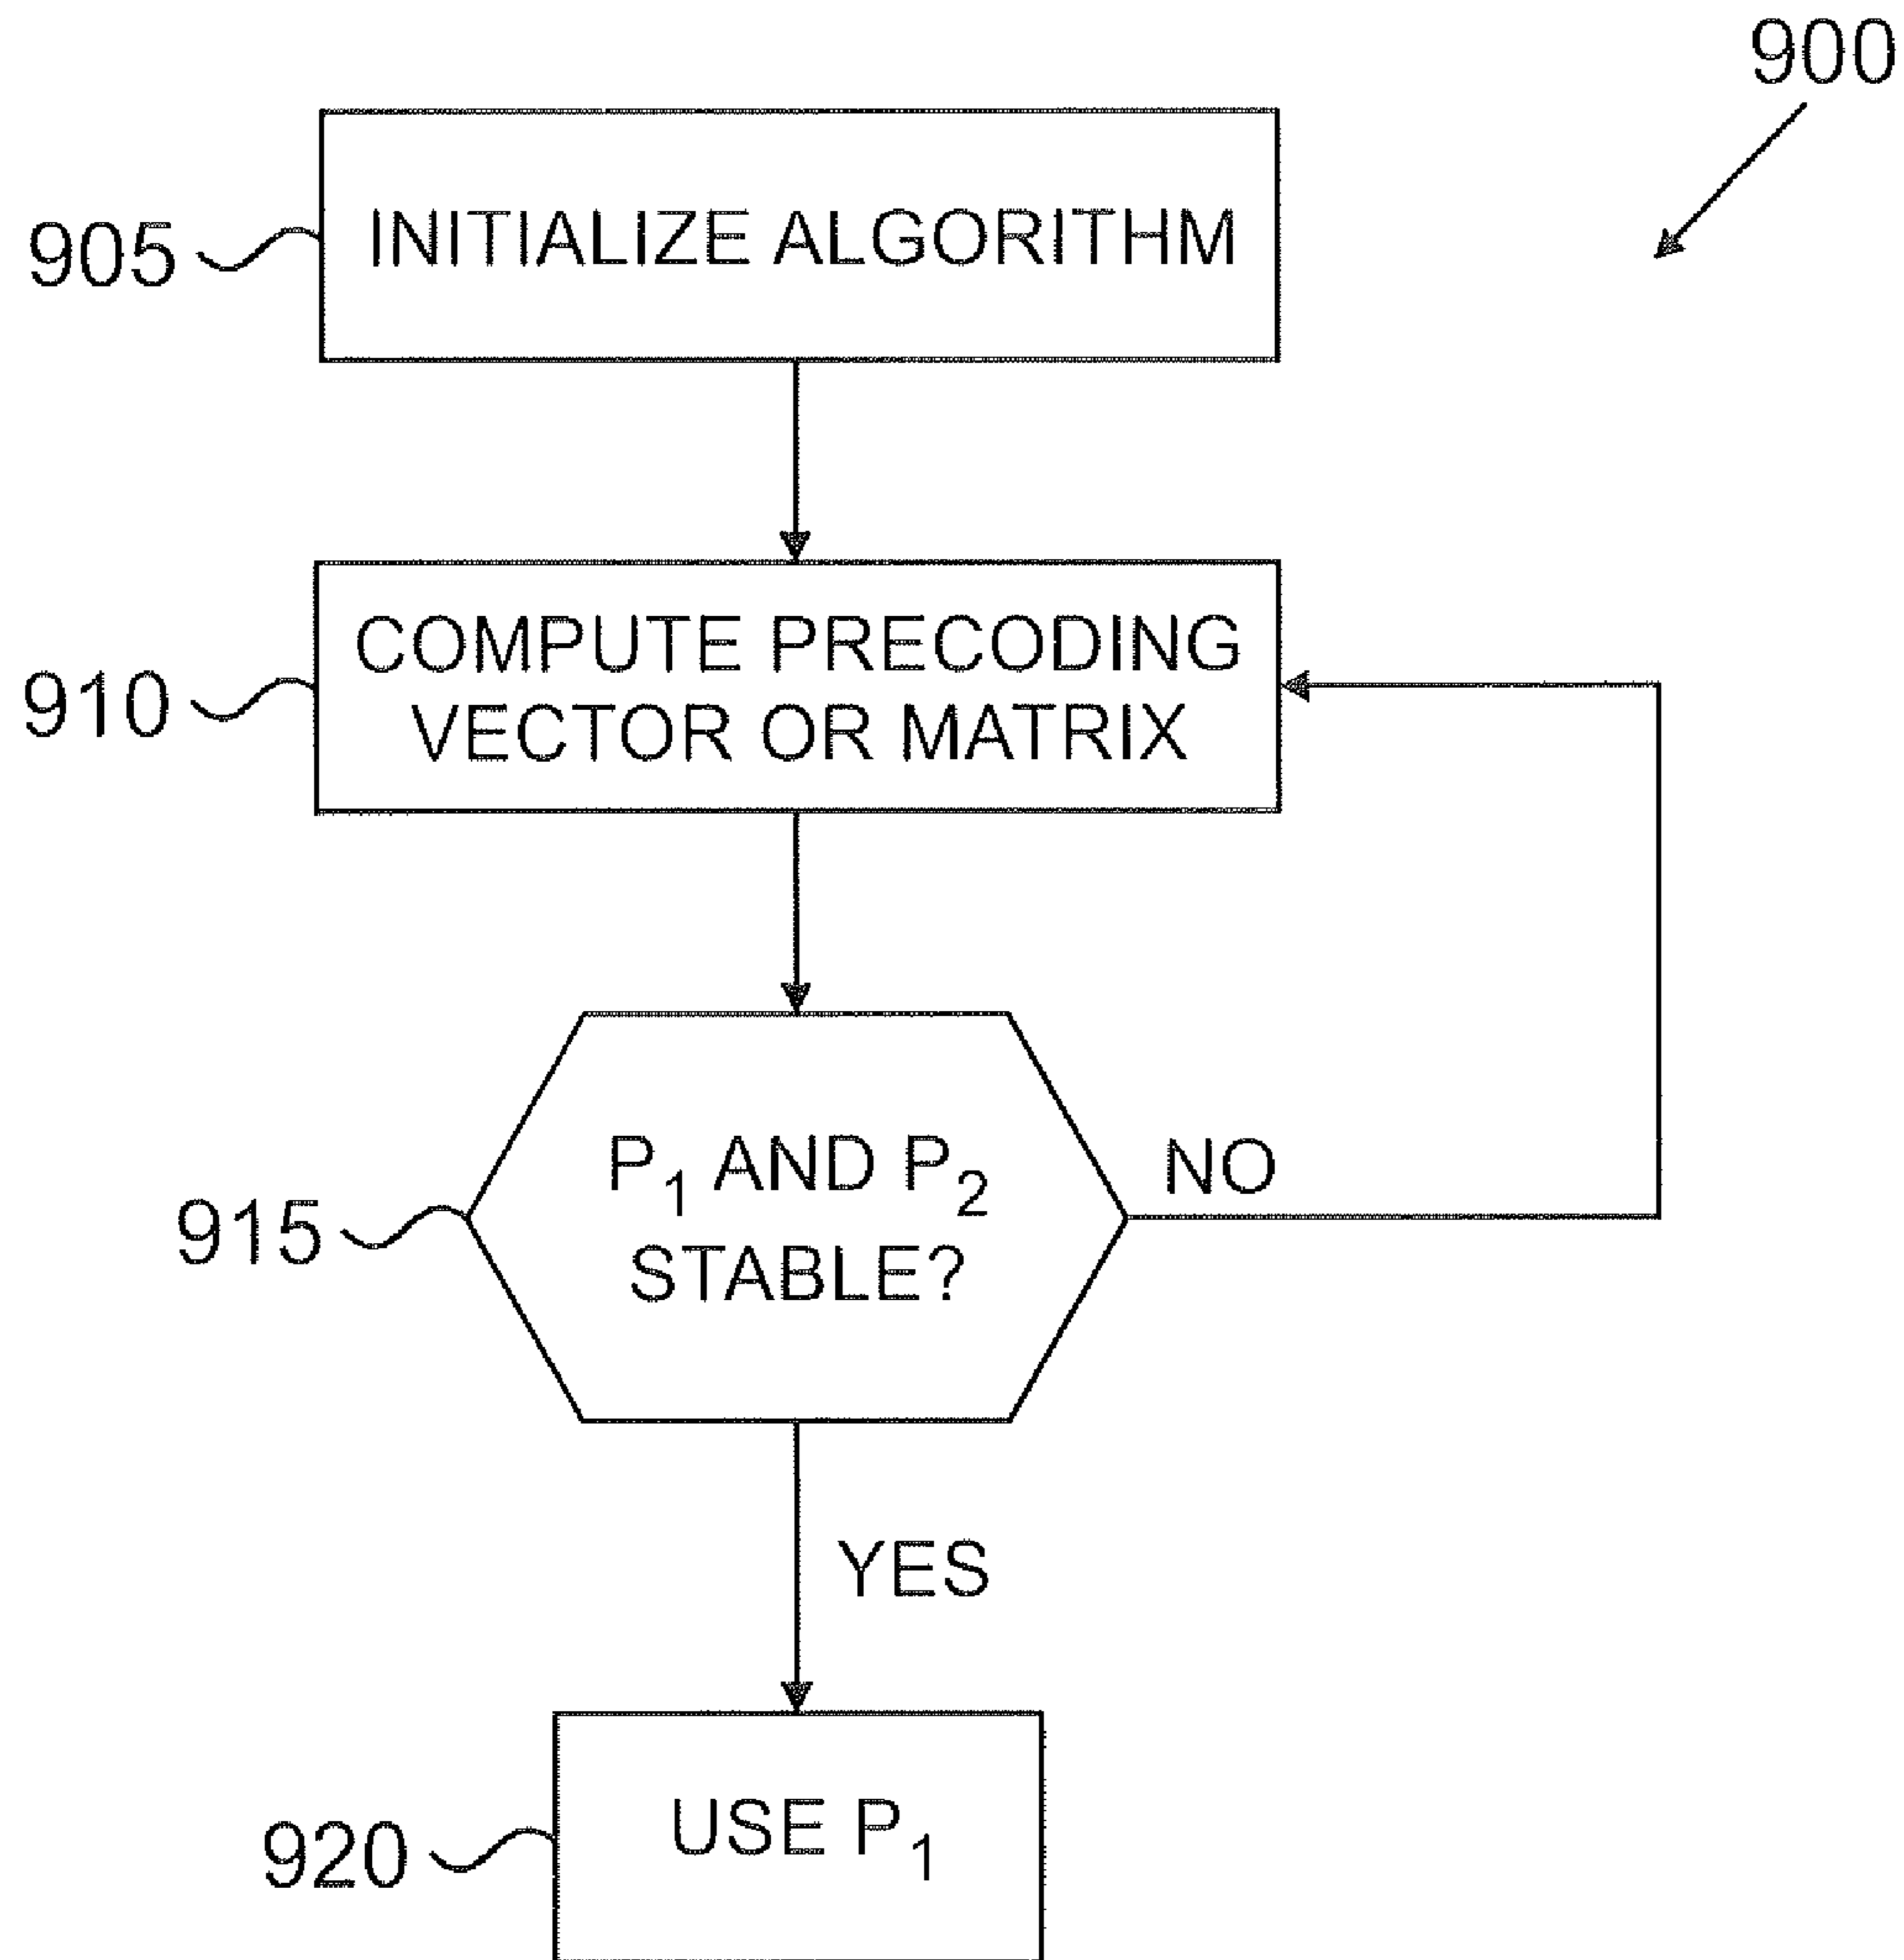 900
905
INITIALIZE ALGORITHM
910
COMPUTE PRECODING
VECTOR OR MATRIX
915
P1 AND P2
STABLE?
NO
YES
920
USE P1